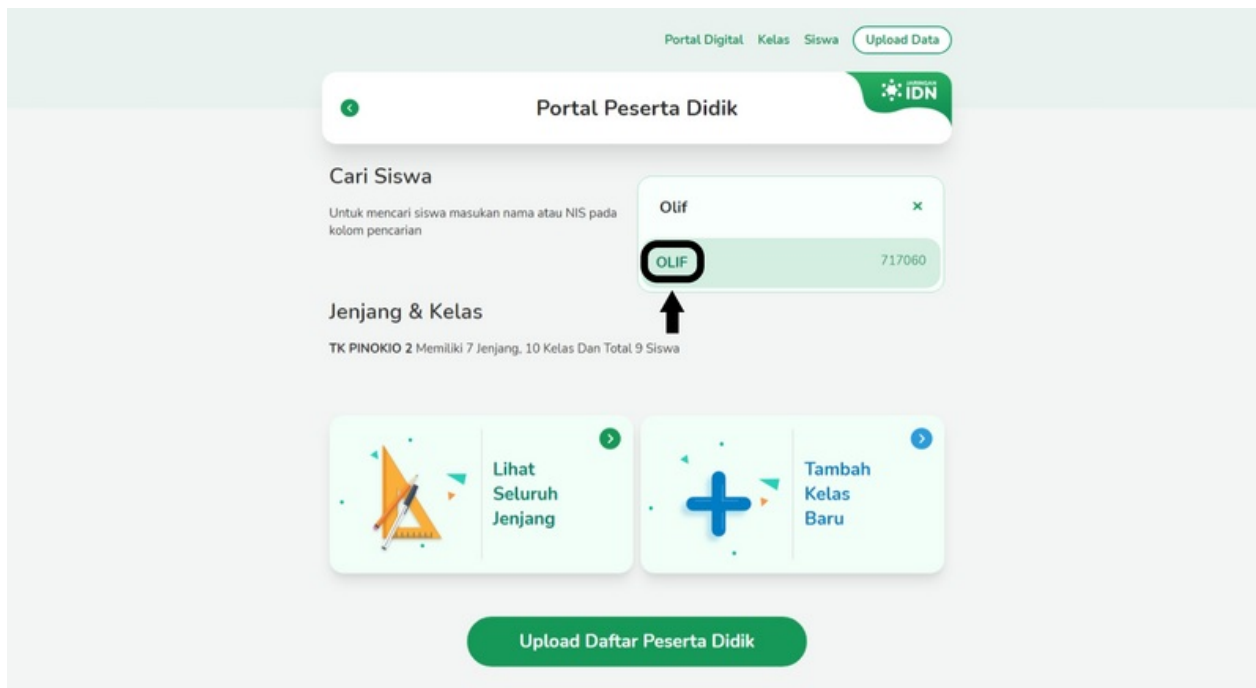 Portal Digital Kelas Siswa Upload Data
JARINGAN
IDN
Portal Peserta Didik
Cari Siswa
Untuk mencari siswa masukan nama atau NIS pada
kolom pencarian
Olif ×
OLIF 717060
Jenjang & Kelas
TK PINOKIO 2 Memiliki 7 Jenjang, 10 Kelas Dan Total 9 Siswa
Lihat
Seluruh
Jenjang
Tambah
Kelas
Baru
Upload Daftar Peserta Didik